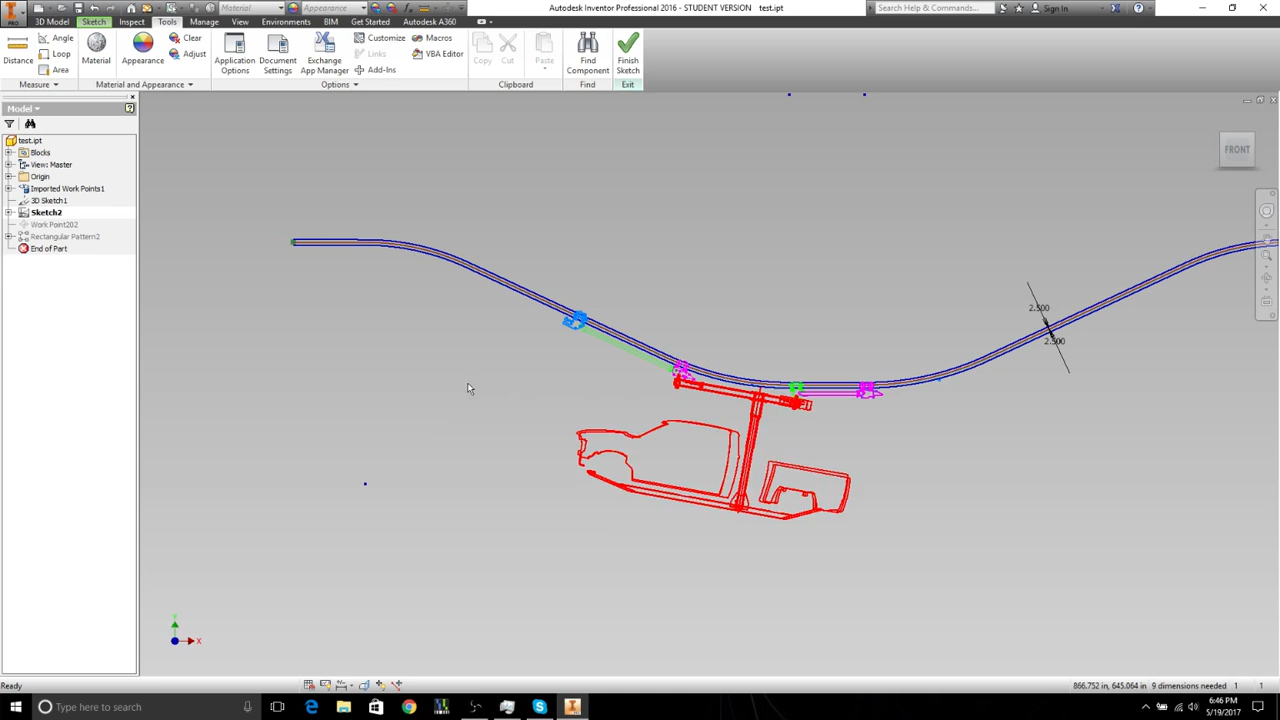 Material
Appearance
Autodesk Inventor Professional 2016 - STUDENT VERSION test.ipt
Search Help & Commands...
Sign In
PRO
3D Model Sketch Inspect Tools Manage View Environments BIM Get Started Autodesk A360
Distance
Angle
Loop
Area
Measure
Material
Appearance
Clear
Adjust
Material and Appearance
Application Options
Document Settings
Exchange App Manager
Customize
Links
Add-Ins
Macros
VBA Editor
Options
Copy
Cut
Paste
Clipboard
Find Component
Find
Finish Sketch
Exit
Model
test.ipt
Blocks
View: Master
Origin
Imported Work Points1
3D Sketch1
Sketch2
Work Point202
Rectangular Pattern2
End of Part
FRONT
2.500
2.500
X
Ready
866.752 in, 645.064 in 9 dimensions needed 1 1
Type here to search
6:46 PM
5/19/2017